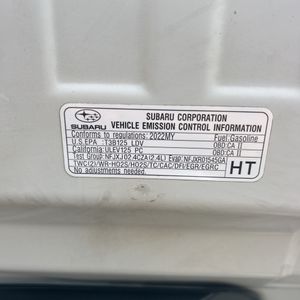 SUBARU CORPORATION
VEHICLE EMISSION CONTROL INFORMATION
SUBARU
Conforms to regulations: 2022MY Fuel:Gasoline
U.S.EPA :T3B125 LDV OBD:CA II
California:ULEV125 PC OBD:CA II
Test Group: NFJXJ02.4C2A(2.4L) Evap:NFJXR0154SGA
TWC(2)/WR-HO2S/HO2S/TC/CAC/DFI/EGR/EGRC
No adjustments needed.
HT